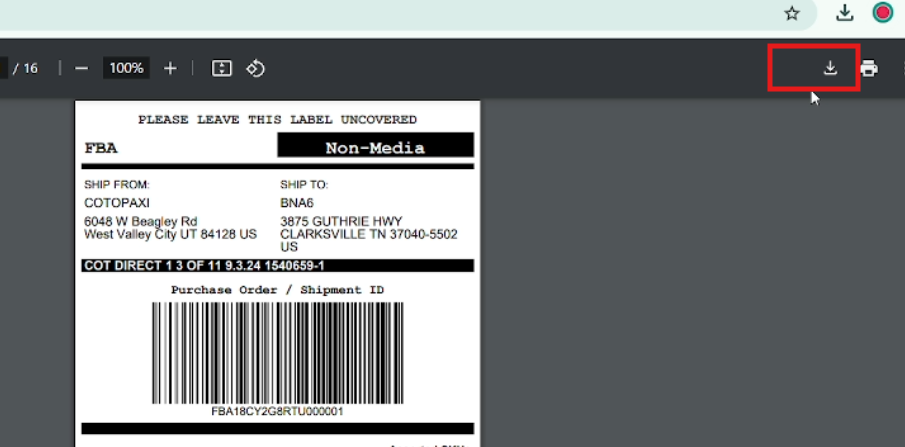 / 16
100%
PLEASE LEAVE THIS LABEL UNCOVERED
FBA
Non-Media
SHIP FROM:
COTOPAXI
6048 W Beagley Rd
West Valley City UT 84128 US
SHIP TO:
BNA6
3875 GUTHRIE HWY
CLARKSVILLE TN 37040-5502
US
COT DIRECT 1 3 OF 11 9.3.24 1540659-1
Purchase Order / Shipment ID
FBA18CY2G8RTU000001